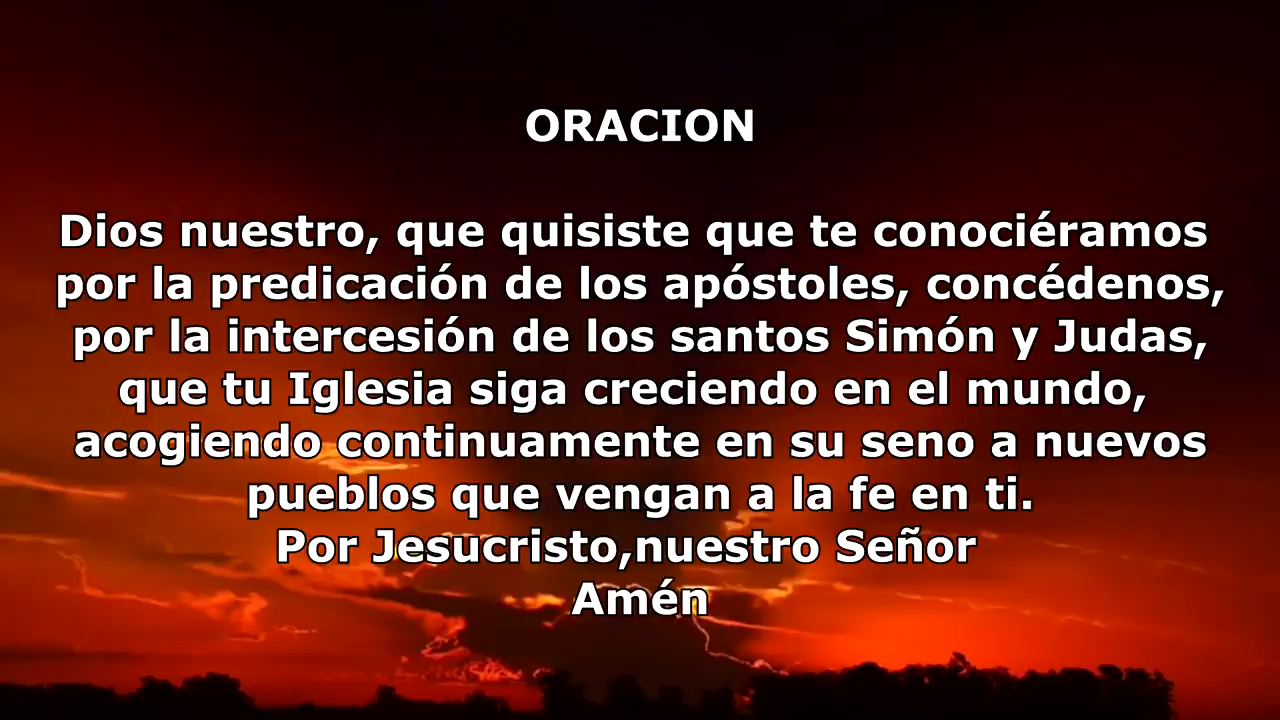 ORACION
Dios nuestro, que quisiste que te conociéramos
por la predicación de los apóstoles, concédenos,
por la intercesión de los santos Simón y Judas,
que tu Iglesia siga creciendo en el mundo,
acogiendo continuamente en su seno a nuevos
pueblos que vengan a la fe en ti.
Por Jesucristo,nuestro Señor
Amén